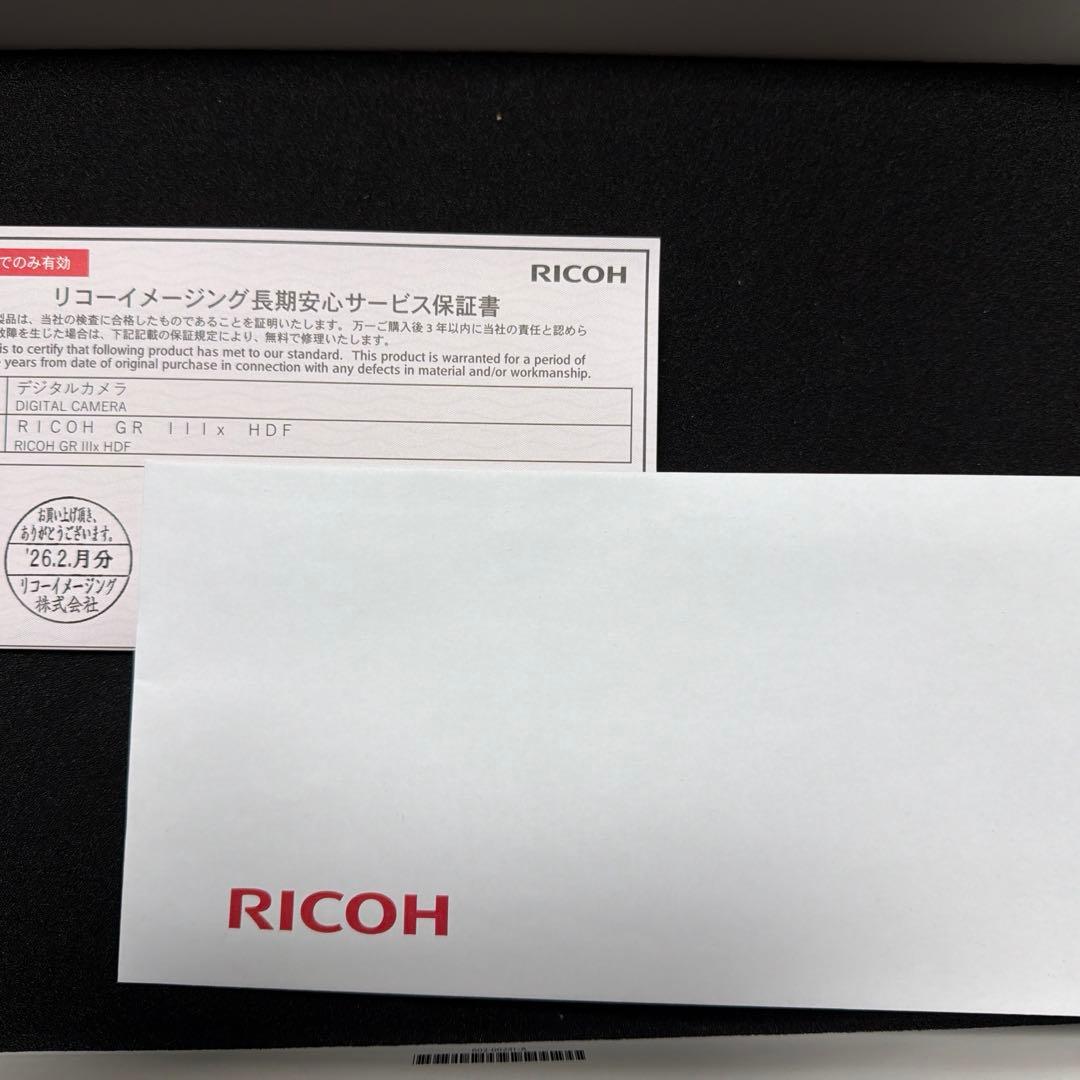 でのみ有効
RICOH
リコーイメージング長期安心サービス保証書
製品は、当社の検査に合格したものであることを証明いたします。 万一ご購入後3年以内に当社の責任と認めら
故障を生じた場合は、下記記載の保証規定により、無料で修理いたします。
is to certify that following product has met to our standard. This product is warranted for a period of
years from date of original purchase in connection with any defects in material and/or workmanship.
デジタルカメラ
DIGITAL CAMERA
RICOH GR IIIx HDF
RICOH GR IIIx HDF
お買い上げ頂き、
ありがとうございます。
'26.2.月分
リコーイメージング
株式会社
RICOH